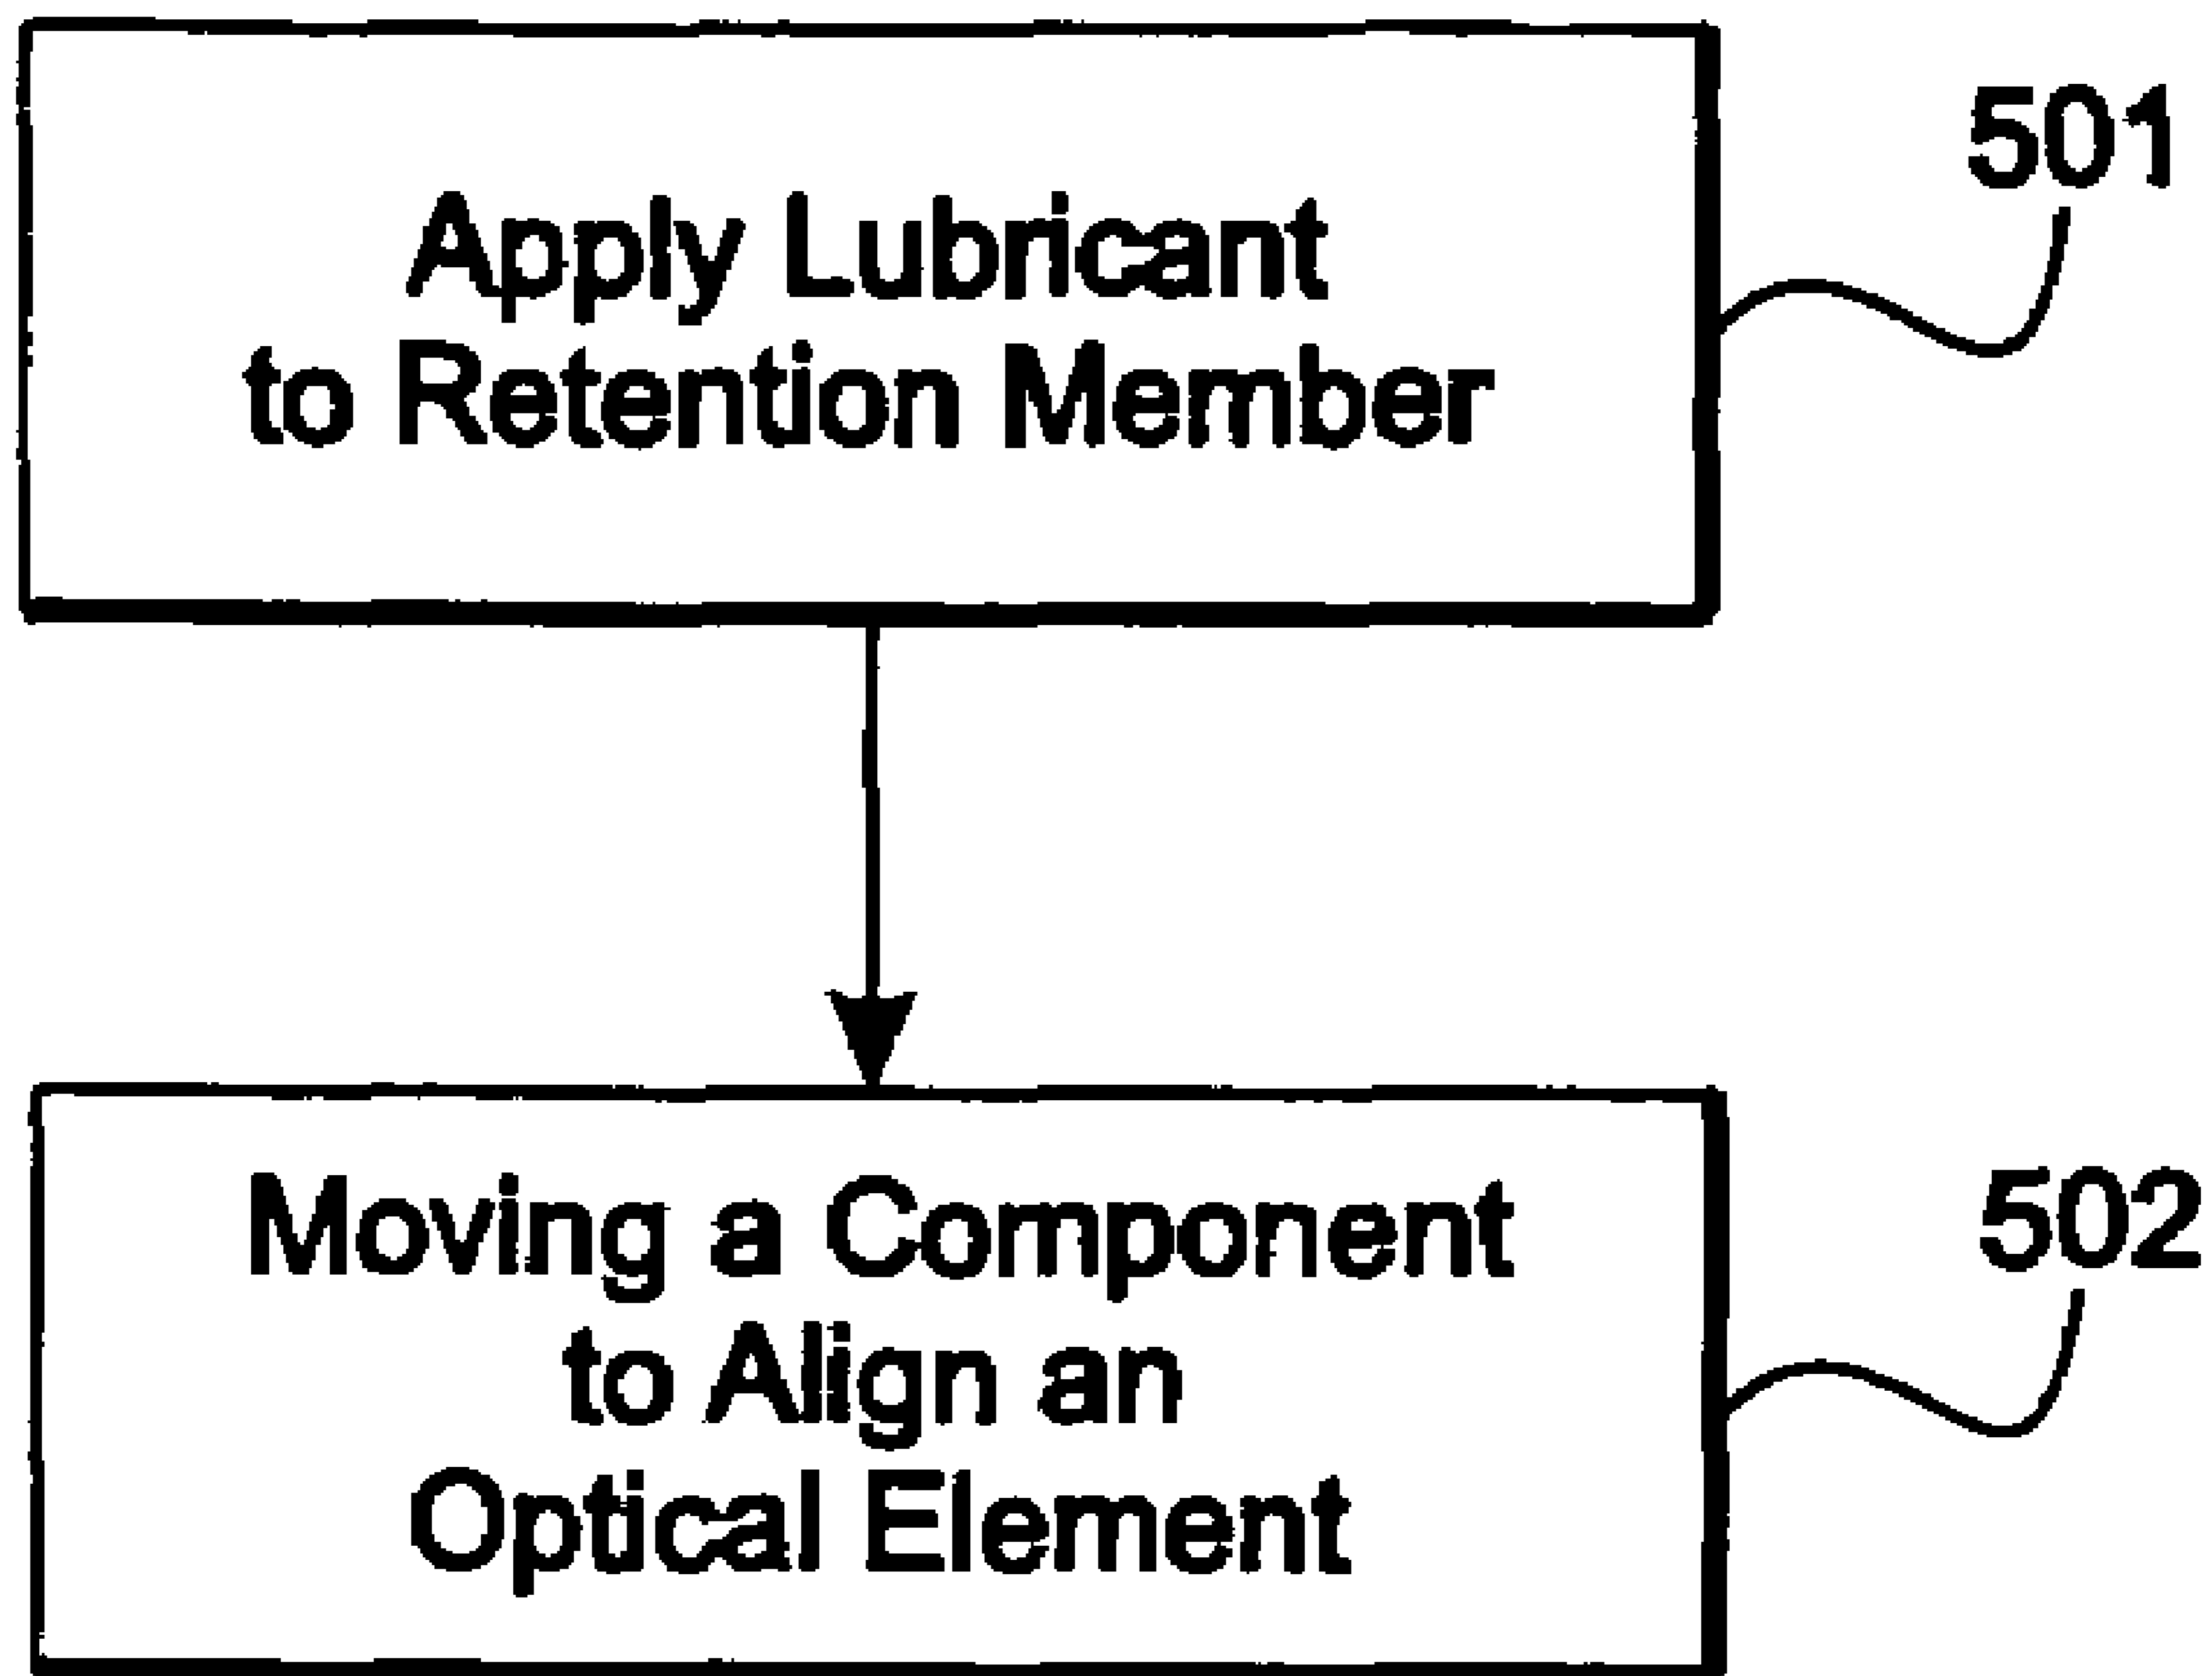 501
Apply Lubricant
to Retention Member
502
Moving a Component
to Align an
Optical Element